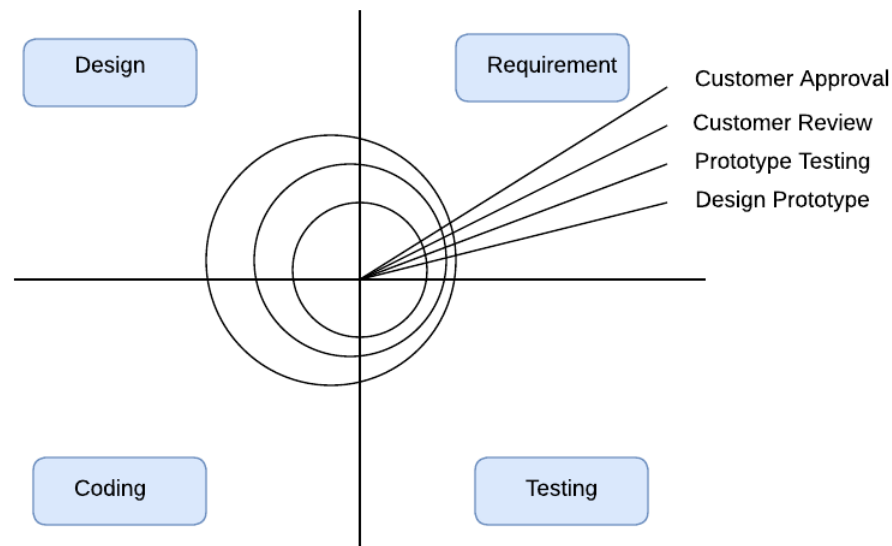 Design
Requirement
Customer Approval
Customer Review
Prototype Testing
Design Prototype
Coding
Testing